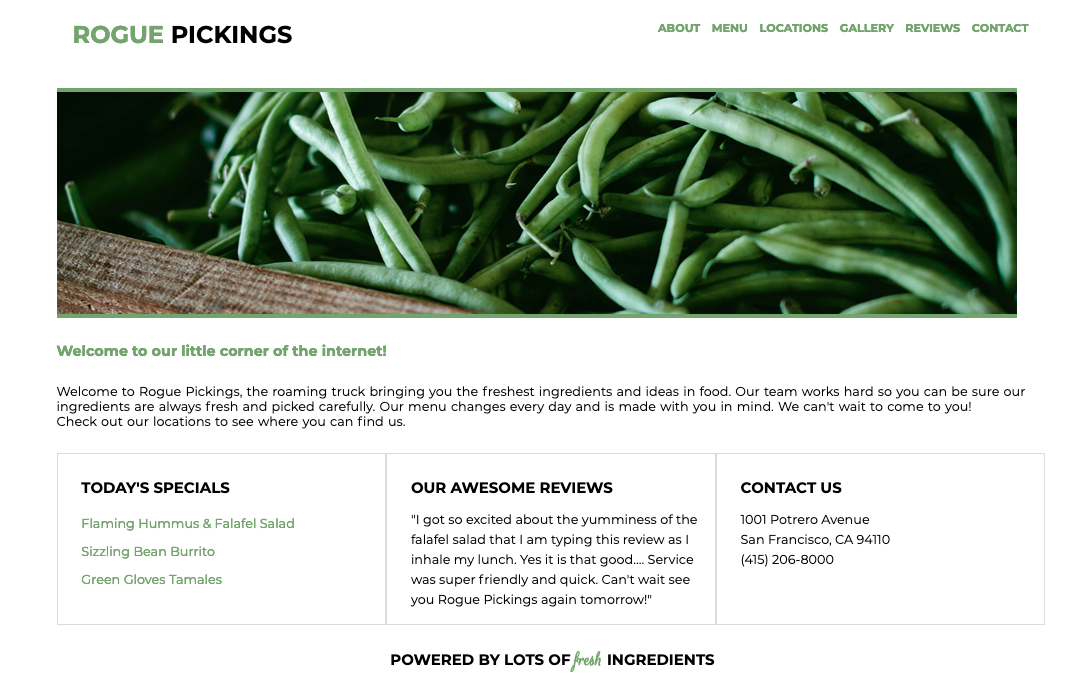 ROGUE PICKINGS
ABOUT MENU LOCATIONS GALLERY REVIEWS CONTACT
Welcome to our little corner of the internet!
Welcome to Rogue Pickings, the roaming truck bringing you the freshest ingredients and ideas in food. Our team works hard so you can be sure our
ingredients are always fresh and picked carefully. Our menu changes every day and is made with you in mind. We can't wait to come to you!
Check out our locations to see where you can find us.
TODAY'S SPECIALS
Flaming Hummus & Falafel Salad
Sizzling Bean Burrito
Green Gloves Tamales
OUR AWESOME REVIEWS
"I got so excited about the yumminess of the
falafel salad that I am typing this review as I
inhale my lunch. Yes it is that good.... Service
was super friendly and quick. Can't wait see
you Rogue Pickings again tomorrow!"
CONTACT US
1001 Potrero Avenue
San Francisco, CA 94110
(415) 206-8000
POWERED BY LOTS OF fresh INGREDIENTS